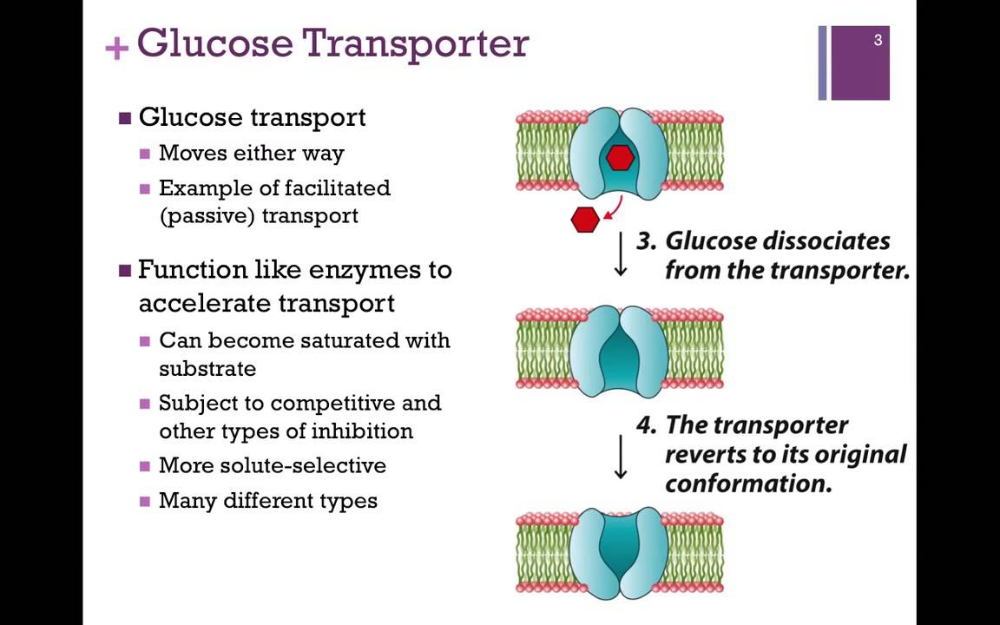 + Glucose Transporter
3
■ Glucose transport
■ Moves either way
■ Example of facilitated
(passive) transport
■ Function like enzymes to
accelerate transport
■ Can become saturated with
substrate
■ Subject to competitive and
other types of inhibition
■ More solute-selective
■ Many different types
3. Glucose dissociates
from the transporter.
4. The transporter
reverts to its original
conformation.